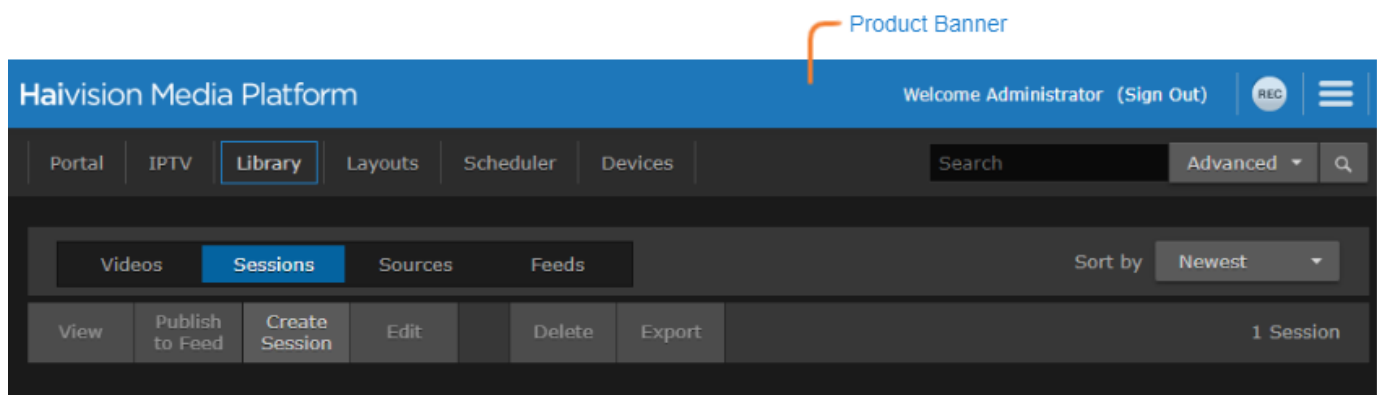 Product Banner
Haivision Media Platform
Welcome Administrator (Sign Out)
REC
Portal IPTV Library Layouts Scheduler Devices
Search
Advanced
Videos Sessions Sources Feeds
Sort by Newest
View
Publish
to Feed
Create
Session
Edit
Delete
Export
1 Session